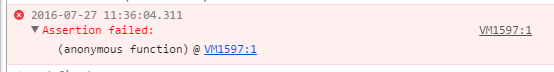 2016-07-27 11:36:04.311
Assertion failed: VM1597:1
(anonymous function) @ VM1597:1